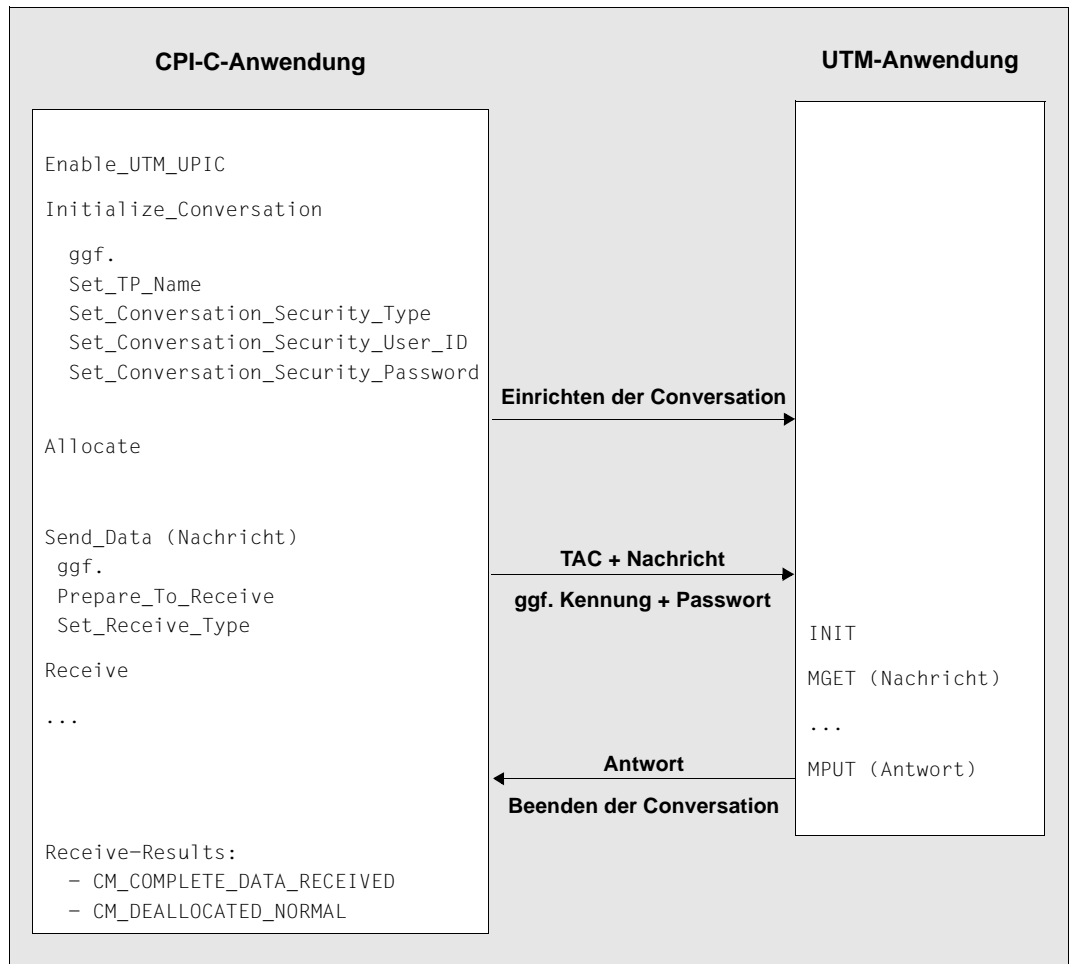 CPI-C-Anwendung
UTM-Anwendung
Enable_UTM_UPIC
Initialize_Conversation
ggf.
Set_TP_Name
Set_Conversation_Security_Type
Set_Conversation_Security_User_ID
Set_Conversation_Security_Password
Einrichten der Conversation
Allocate
Send_Data (Nachricht)
ggf.
Prepare_To_Receive
Set_Receive_Type
Receive
...
TAC + Nachricht
ggf. Kennung + Passwort
INIT
MGET (Nachricht)
...
MPUT (Antwort)
Antwort
Beenden der Conversation
Receive-Results:
- CM_COMPLETE_DATA_RECEIVED
- CM_DEALLOCATED_NORMAL